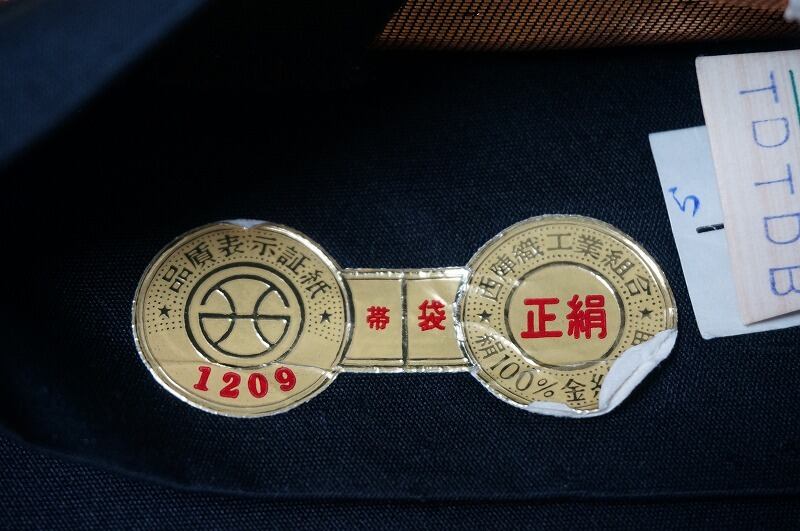 品質表示証紙
1209
袋
帯
西陣織工業組合
正絹
絹100%金
5
TDTDB